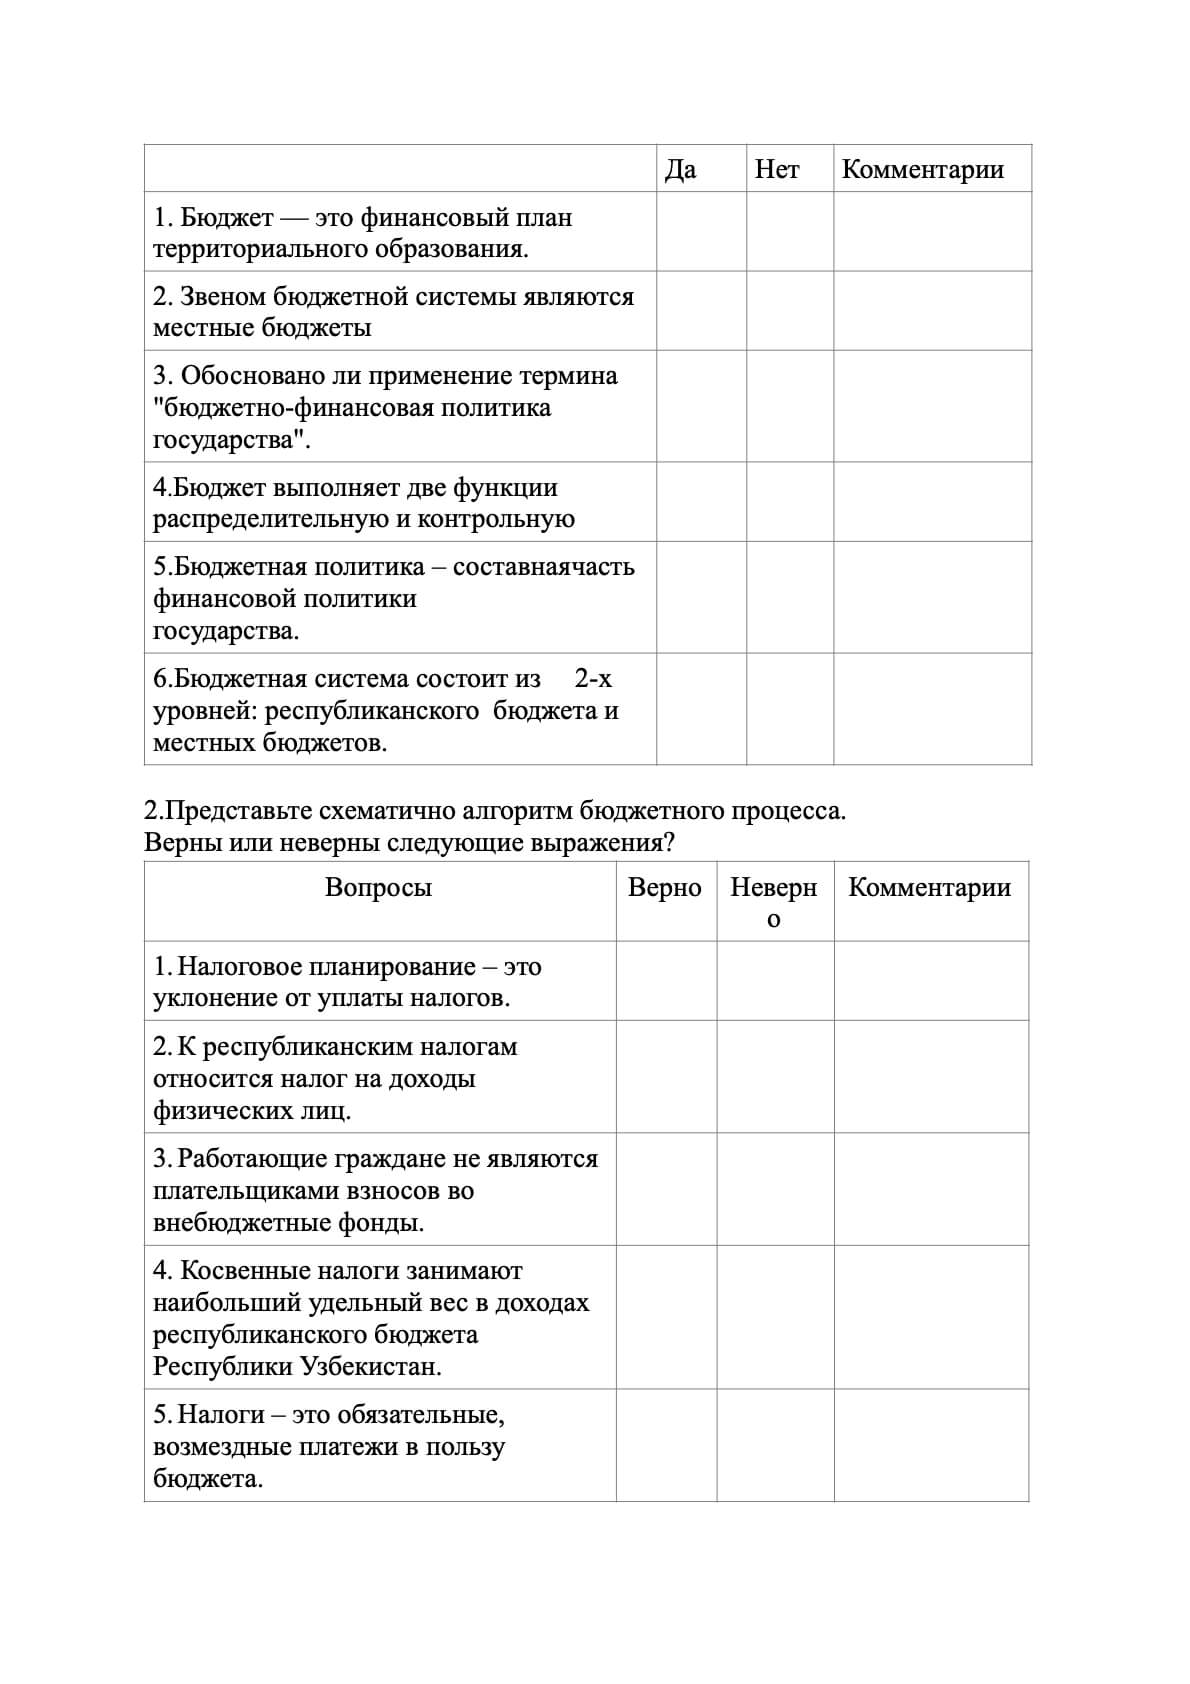 Да Нет Комментарии
1. Бюджет — это финансовый план
территориального образования.
2. Звеном бюджетной системы являются
местные бюджеты
3. Обосновано ли применение термина
"бюджетно-финансовая политика
государства".
4.Бюджет выполняет две функции
распределительную и контрольную
5.Бюджетная политика – составнаячасть
финансовой политики
государства.
6.Бюджетная система состоит из 2-х
уровней: республиканского бюджета и
местных бюджетов.
2.Представьте схематично алгоритм бюджетного процесса.
Верны или неверны следующие выражения?
Вопросы Верно Неверн Комментарии
о
1. Налоговое планирование – это
уклонение от уплаты налогов.
2. К республиканским налогам
относится налог на доходы
физических лиц.
3. Работающие граждане не являются
плательщиками взносов во
внебюджетные фонды.
4. Косвенные налоги занимают
наибольший удельный вес в доходах
республиканского бюджета
Республики Узбекистан.
5. Налоги – это обязательные,
возмездные платежи в пользу
бюджета.